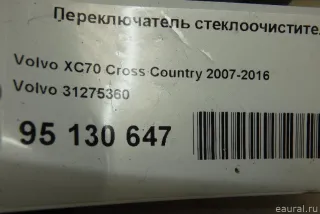 Переключатель стеклоочистите
Volvo XC70 Cross Country 2007-2016
Volvo 31275360
95 130 647
eaural.ru